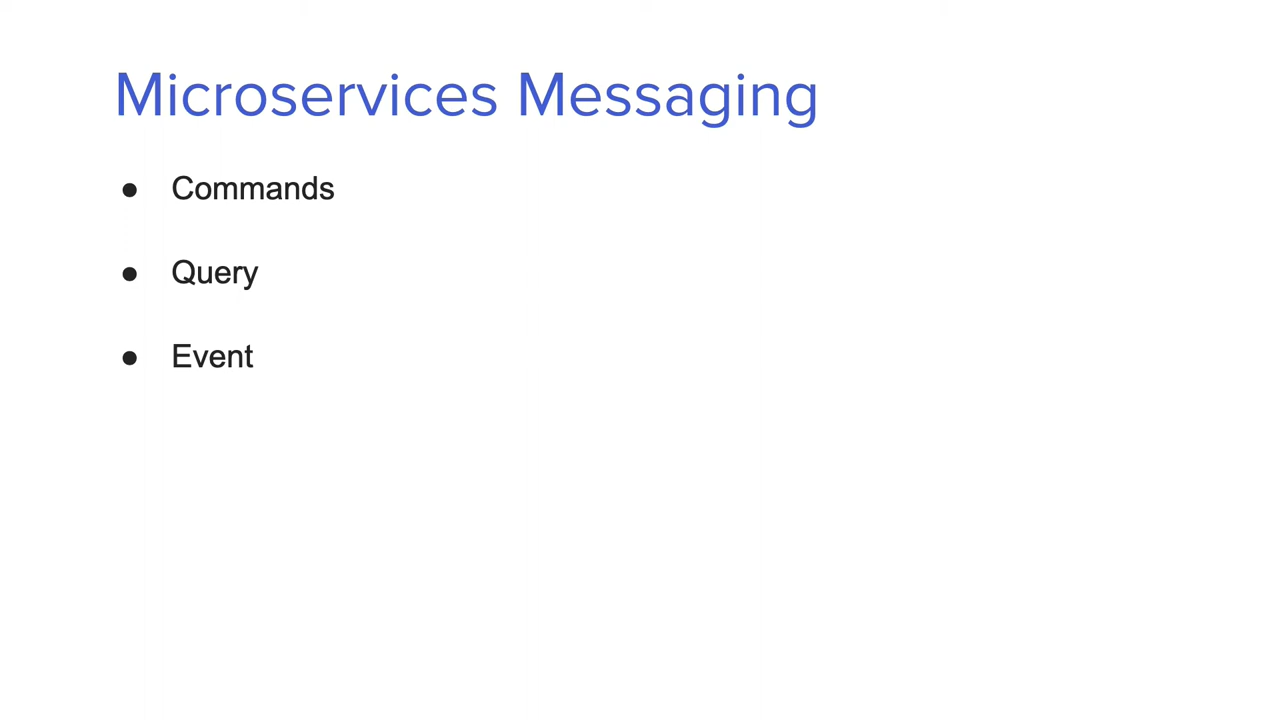 Microservices Messaging
● Commands
● Query
● Event